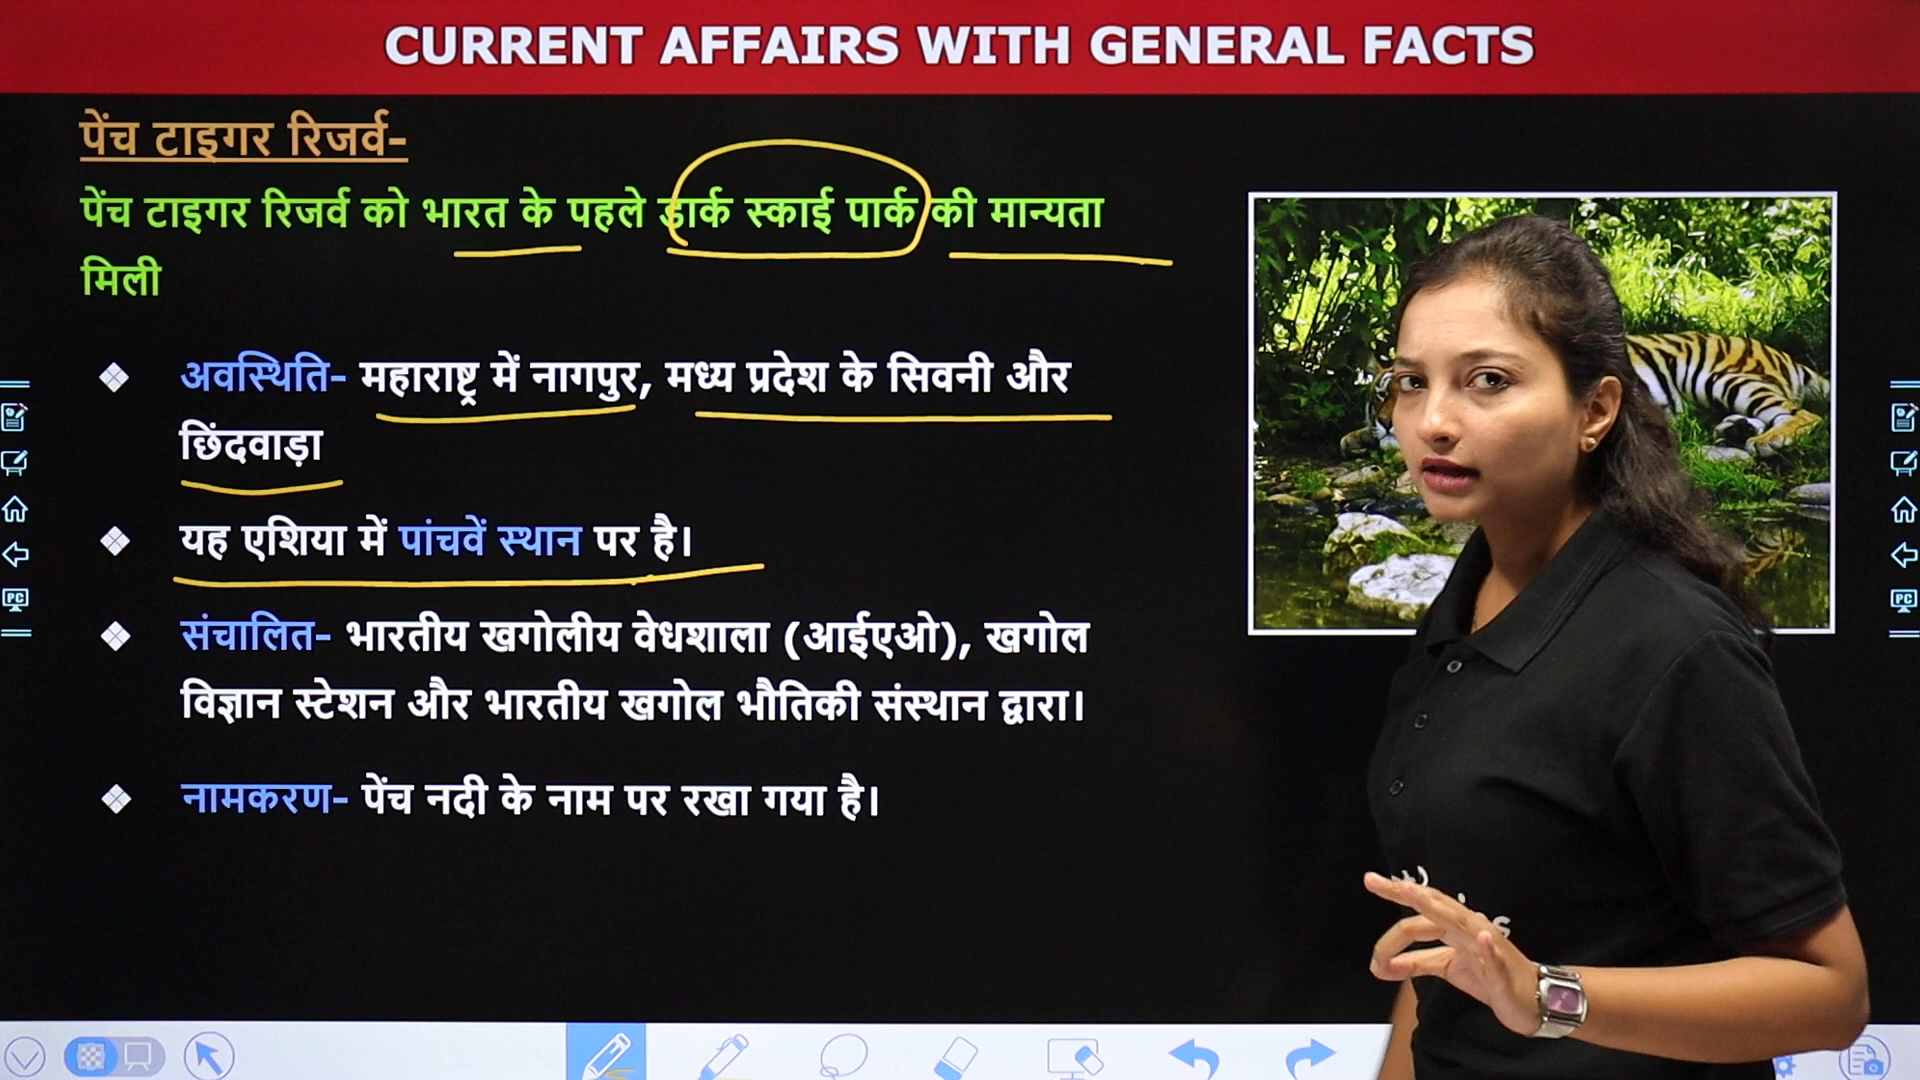 CURRENT AFFAIRS WITH GENERAL FACTS
पेंच टाइगर रिजर्व-
पेंच टाइगर रिजर्व को भारत के पहले डार्क स्काई पार्क की मान्यता
मिली
❖ अवस्थिति- महाराष्ट्र में नागपुर, मध्य प्रदेश के सिवनी और
छिंदवाड़ा
❖ यह एशिया में पांचवें स्थान पर है।
❖ संचालित- भारतीय खगोलीय वेधशाला (आईएओ), खगोल
विज्ञान स्टेशन और भारतीय खगोल भौतिकी संस्थान द्वारा।
❖ नामकरण- पेंच नदी के नाम पर रखा गया है।
PC
PC